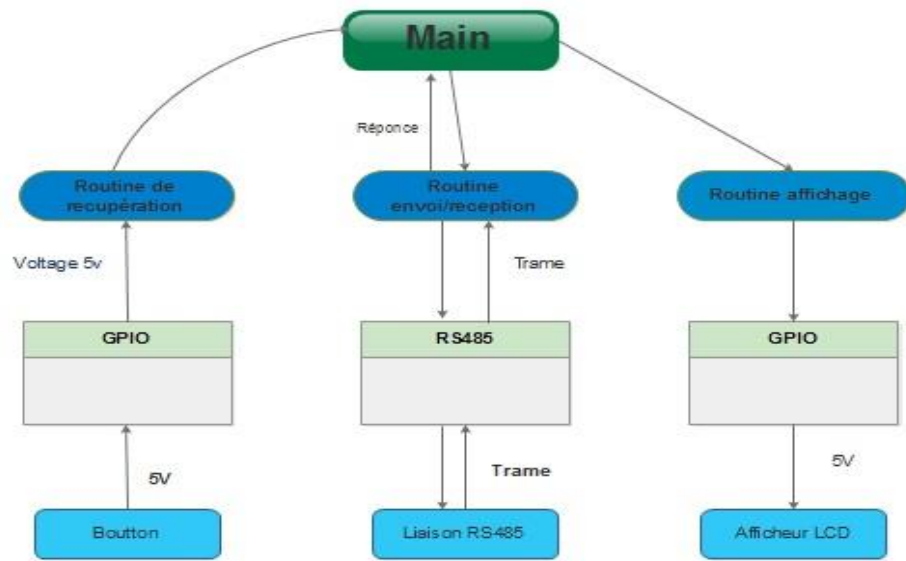 Main
Réponce
Routine de
recupération
Routine
envoi/reception
Routine affichage
Voltage 5v
Trame
GPIO
RS485
GPIO
5V
Trame
5V
Boutton
Liaison RS485
Afficheur LCD